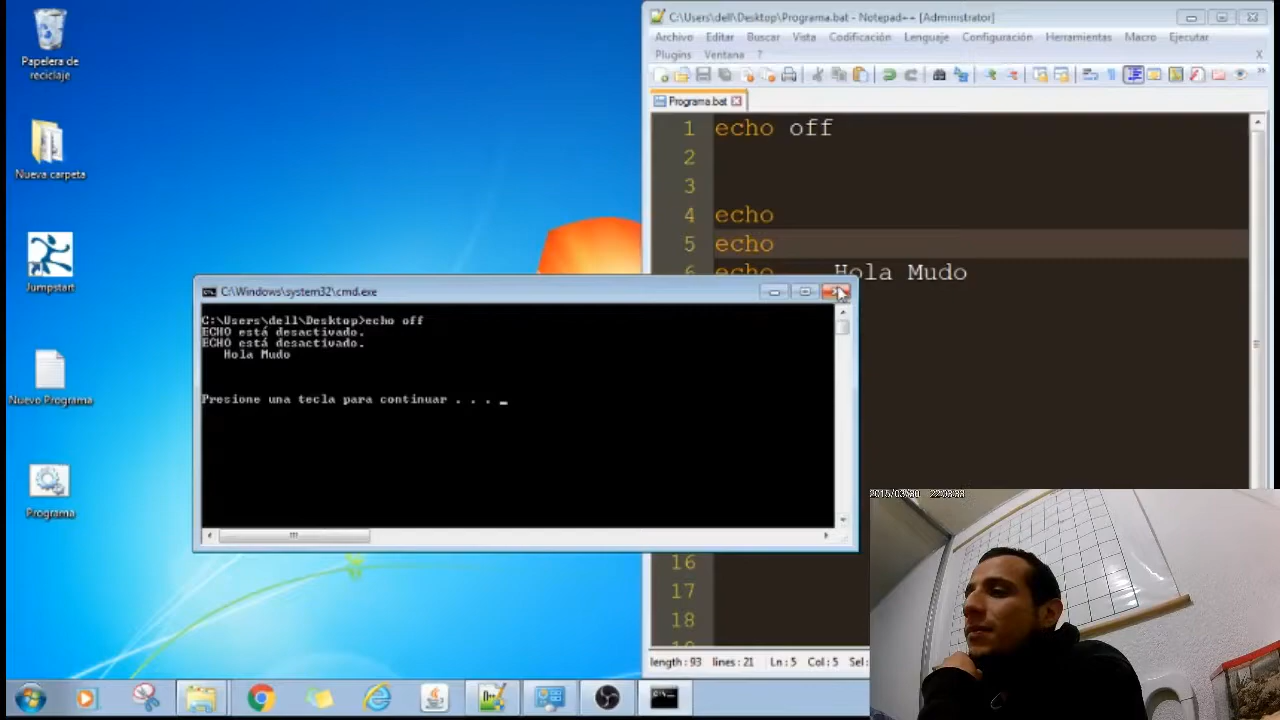 Papelera de
reciclaje
Nueva carpeta
Jumpstart
Nuevo Programa
Programa
C:\Users\dell\Desktop\Programa.bat - Notepad++ [Administrator]
Archivo Editar Buscar Vista Codificación Lenguaje Configuración Herramientas Macro Ejecutar
Plugins Ventana ? X
Programa.bat
1 echo off
2
3
4 echo
5 echo
6 echo Hola Mudo
16
17
18
length: 93 lines: 21 Ln: 5 Col: 5 Sel:
C:\Windows\system32\cmd.exe
C:\Users\dell\Desktop>echo off
ECHO está desactivado.
ECHO está desactivado.
Hola Mudo
Presione una tecla para continuar . . . _